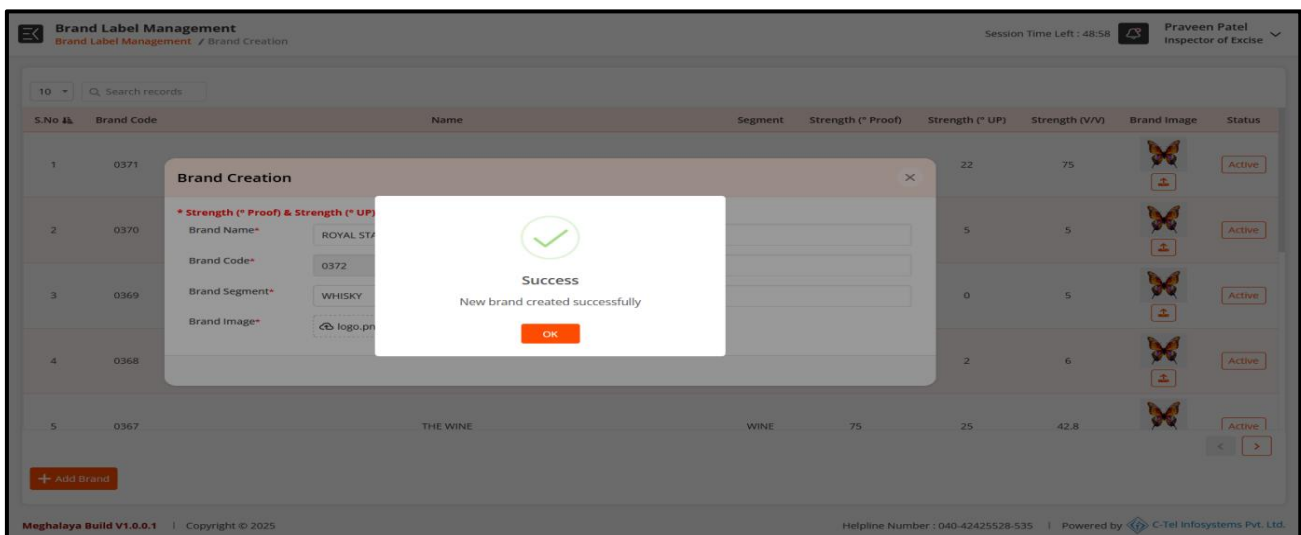 Brand Label Management
Brand Label Management / Brand Creation
Session Time Left : 48:58
Praveen Patel
Inspector of Excise
10
Search records
S.No Brand Code Name Segment Strength (° Proof) Strength (° UP) Strength (V/V) Brand Image Status
1 0371 22 75 Active
Brand Creation
* Strength (° Proof) & Strength (° UP)
2 0370 5 5 Active
Brand Name*
ROYAL STA
Brand Code*
0372
Success
New brand created successfully
OK
3 0369 0 5 Active
Brand Segment*
WHISKY
Brand Image*
logo.pn
4 0368 2 6 Active
5 0367 THE WINE WINE 75 25 42.8 Active
< >
+ Add Brand
Meghalaya Build V1.0.0.1 | Copyright © 2025
Helpline Number : 040-42425528-535 | Powered by C-Tel Infosystems Pvt. Ltd.